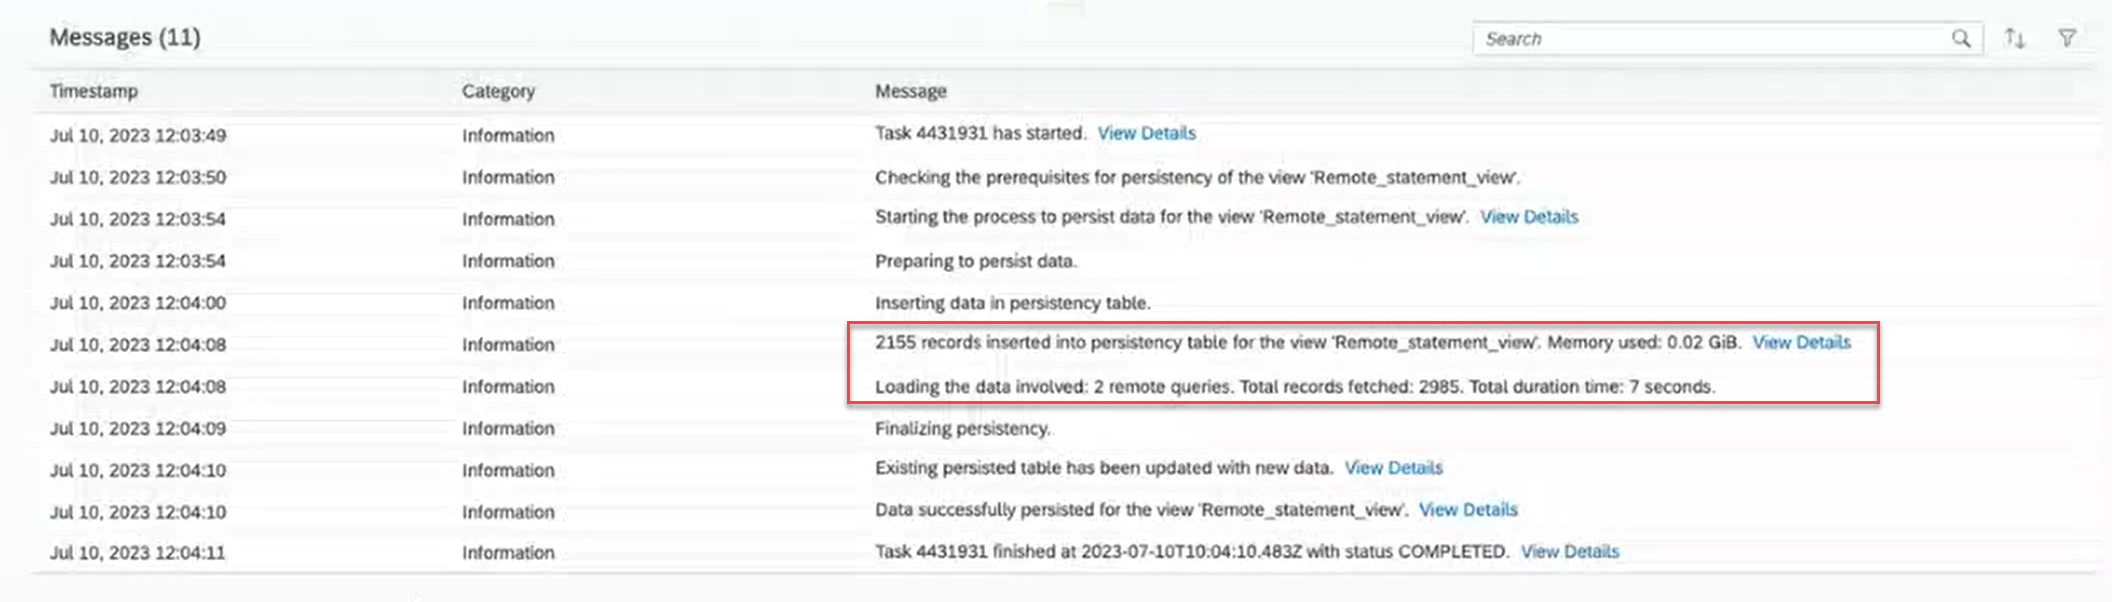 Messages (11)
Search
Timestamp Category Message
Jul 10, 2023 12:03:49 Information Task 4431931 has started. View Details
Jul 10, 2023 12:03:50 Information Checking the prerequisites for persistency of the view 'Remote_statement_view'.
Jul 10, 2023 12:03:54 Information Starting the process to persist data for the view 'Remote_statement_view'. View Details
Jul 10, 2023 12:03:54 Information Preparing to persist data.
Jul 10, 2023 12:04:00 Information Inserting data in persistency table.
Jul 10, 2023 12:04:08 Information 2155 records inserted into persistency table for the view 'Remote_statement_view'. Memory used: 0.02 GiB. View Details
Jul 10, 2023 12:04:08 Information Loading the data involved: 2 remote queries. Total records fetched: 2985. Total duration time: 7 seconds.
Jul 10, 2023 12:04:09 Information Finalizing persistency.
Jul 10, 2023 12:04:10 Information Existing persisted table has been updated with new data. View Details
Jul 10, 2023 12:04:10 Information Data successfully persisted for the view 'Remote_statement_view'. View Details
Jul 10, 2023 12:04:11 Information Task 4431931 finished at 2023-07-10T10:04:10.483Z with status COMPLETED. View Details